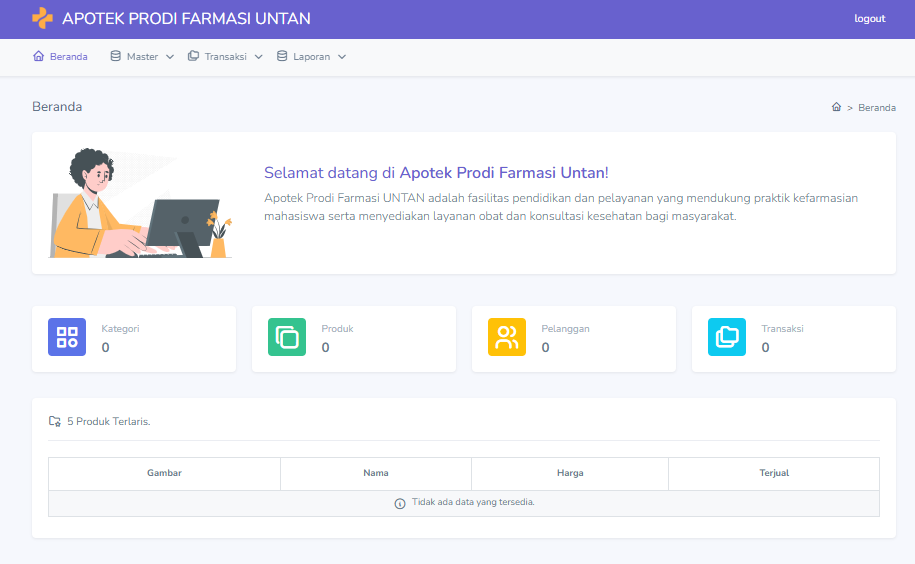 APOTEK PRODI FARMASI UNTAN
logout
Beranda
Master
Transaksi
Laporan
Beranda
> Beranda
Selamat datang di Apotek Prodi Farmasi Untan!
Apotek Prodi Farmasi UNTAN adalah fasilitas pendidikan dan pelayanan yang mendukung praktik kefarmasian
mahasiswa serta menyediakan layanan obat dan konsultasi kesehatan bagi masyarakat.
Kategori
0
Produk
0
Pelanggan
0
Transaksi
0
5 Produk Terlaris.
Gambar Nama Harga Terjual
Tidak ada data yang tersedia.